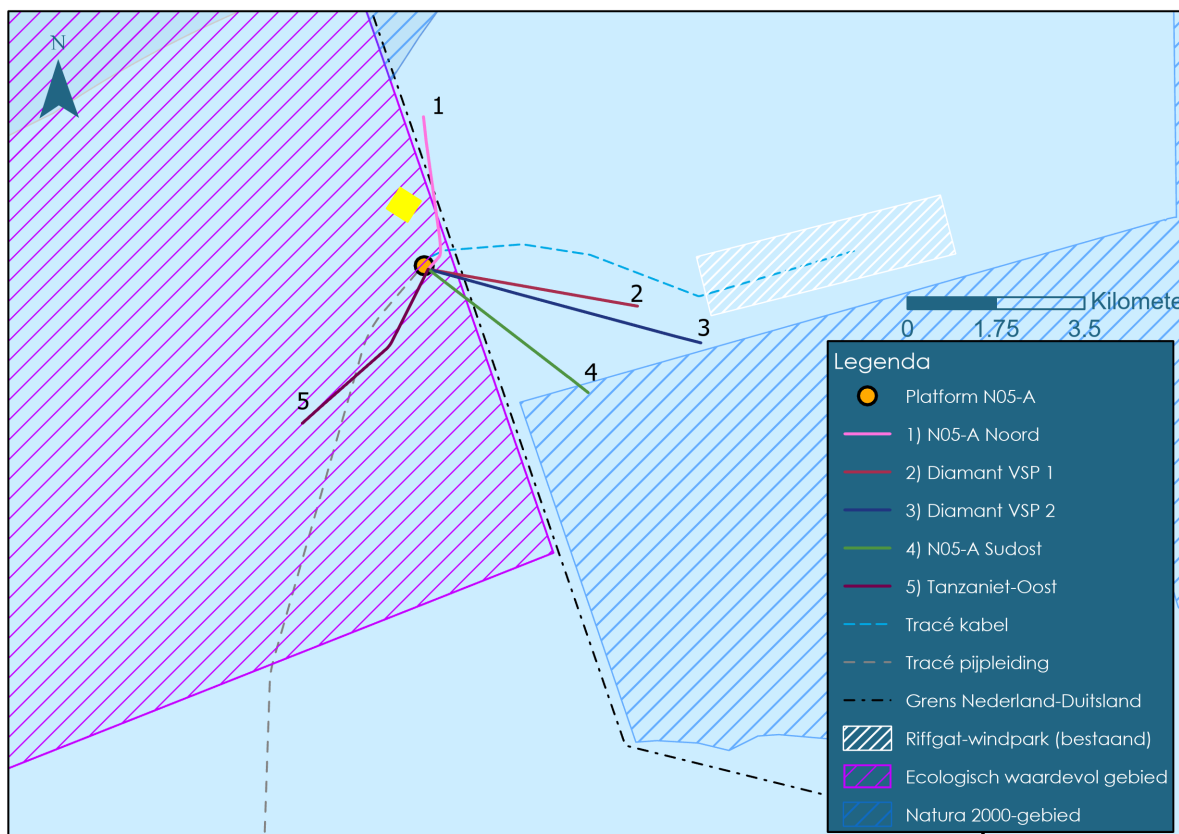 N
1
2
3
4
5
Kilomete
0 1.75 3.5
Legenda
Platform N05-A
1) N05-A Noord
2) Diamant VSP 1
3) Diamant VSP 2
4) N05-A Sudost
5) Tanzaniet-Oost
Tracé kabel
Tracé pijpleiding
Grens Nederland-Duitsland
Riffgat-windpark (bestaand)
Ecologisch waardevol gebied
Natura 2000-gebied